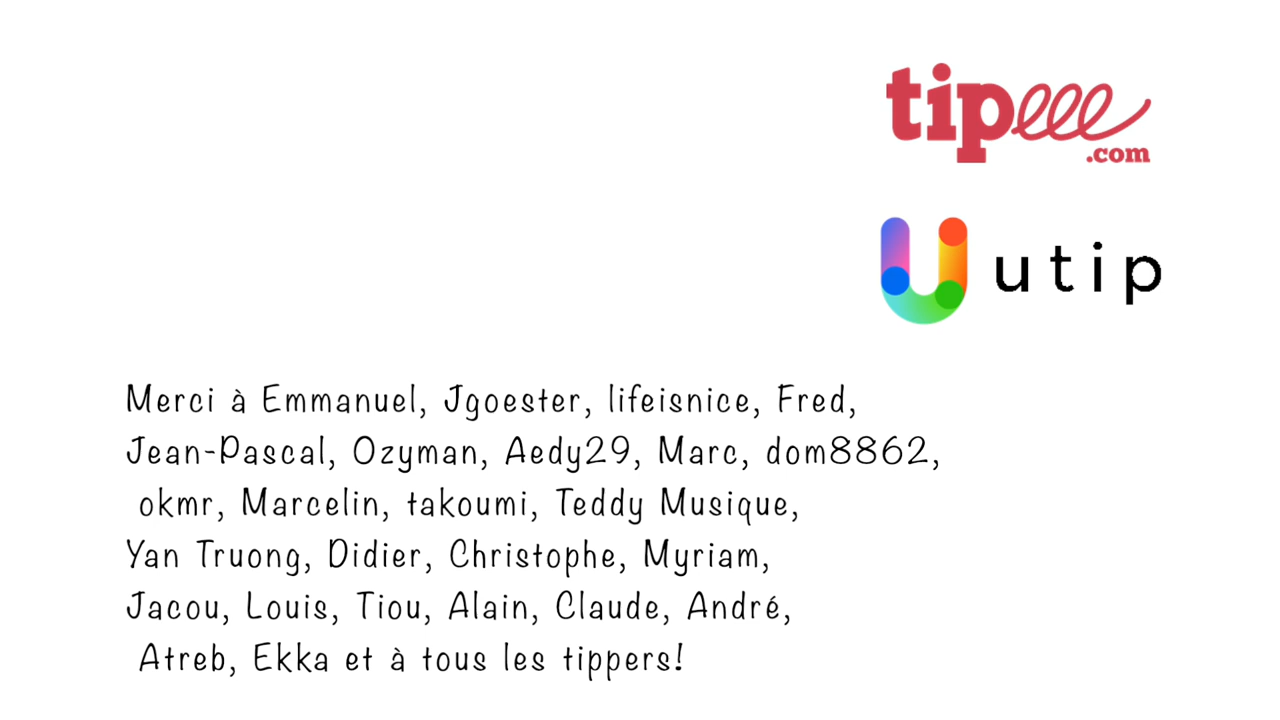 tipeee
.com
utip
Merci à Emmanuel, Jgoester, lifeisnice, Fred,
Jean-Pascal, Ozyman, Aedy29, Marc, dom8862,
okmr, Marcelin, takoumi, Teddy Musique,
Yan Truong, Didier, Christophe, Myriam,
Jacou, Louis, Tiou, Alain, Claude, André,
Atreb, Ekka et à tous les tippers!